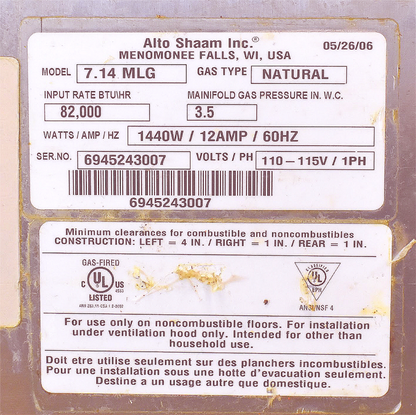 Alto Shaam Inc.® 05/26/06
MENOMONEE FALLS, WI, USA
MODEL 7.14 MLG GAS TYPE NATURAL
INPUT RATE BTU/HR MAINIFOLD GAS PRESSURE IN. W.C.
82,000 3.5
WATTS / AMP / HZ 1440W / 12AMP / 60HZ
SER.NO. 6945243007 VOLTS / PH 110-115V / 1PH
6945243007
Minimum clearances for combustible and noncombustibles
CONSTRUCTION: LEFT = 4 IN. / RIGHT = 1 IN. / REAR = 1 IN.
GAS-FIRED
C UL US
LISTED
CLASSIFIED
UL
EPH
ANSI/NSF 4
For use only on noncombustible floors. For installation
under ventilation hood only. Intended for other than
household use.
Doit etre utilise seulement sur des planchers incombustibles.
Pour une installation sous une hotte d'evacuation seulement.
Destine a un usage autre que domestique.